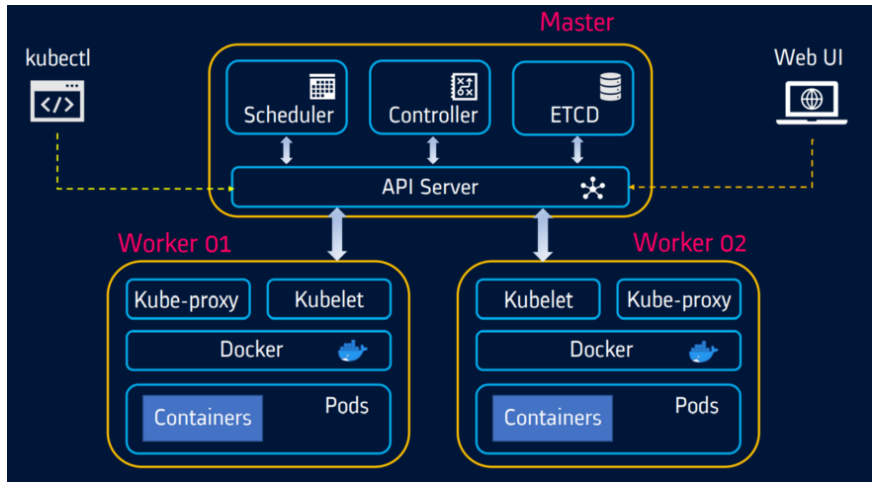 Master
kubectl
Web UI
</>
Scheduler
Controller
ETCD
API Server
Worker 01
Worker 02
Kube-proxy
Kubelet
Kubelet
Kube-proxy
Docker
Docker
Containers
Pods
Containers
Pods